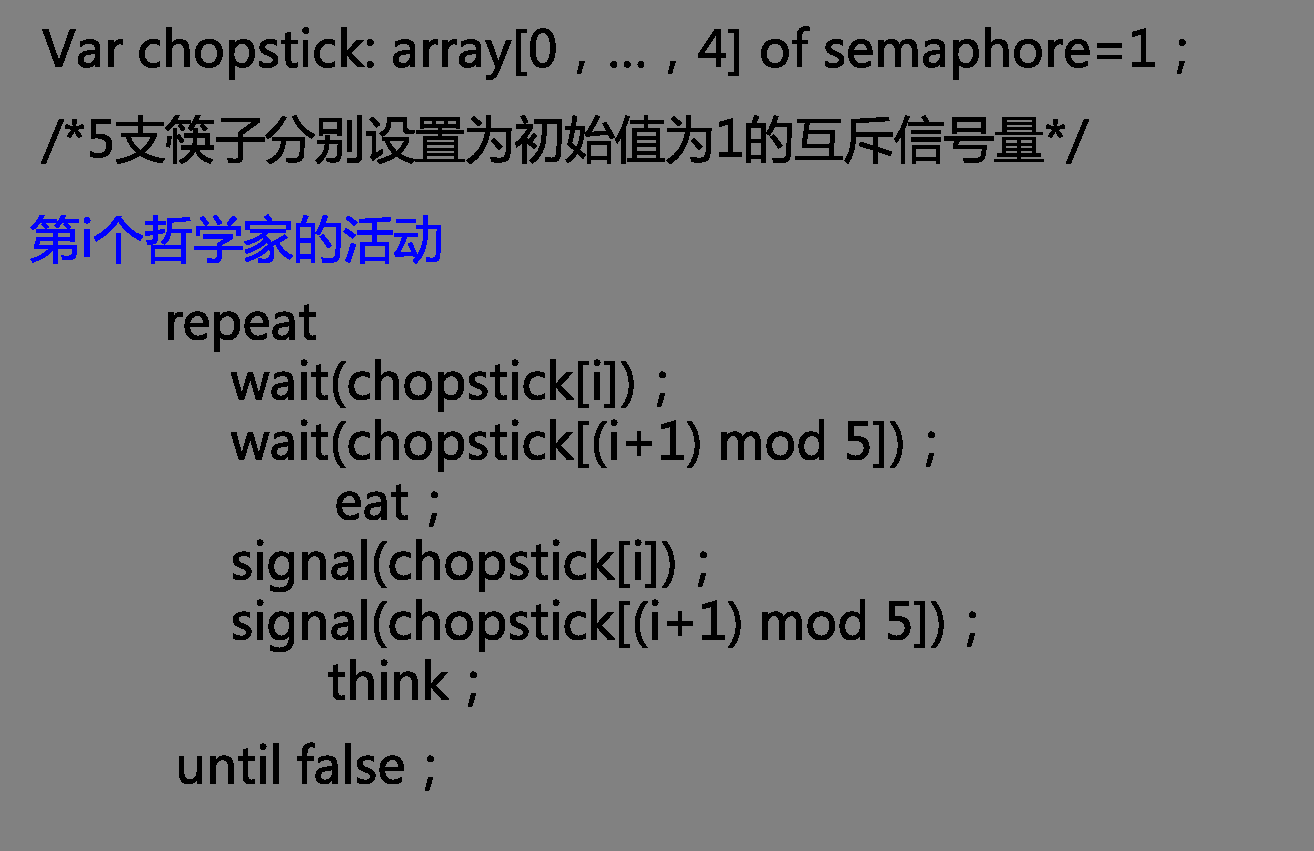 Var chopstick: array[0，...，4] of semaphore=1；
/*5支筷子分别设置为初始值为1的互斥信号量*/
第i个哲学家的活动
repeat
wait(chopstick[i])；
wait(chopstick[(i+1) mod 5])；
eat；
signal(chopstick[i])；
signal(chopstick[(i+1) mod 5])；
think；
until false；